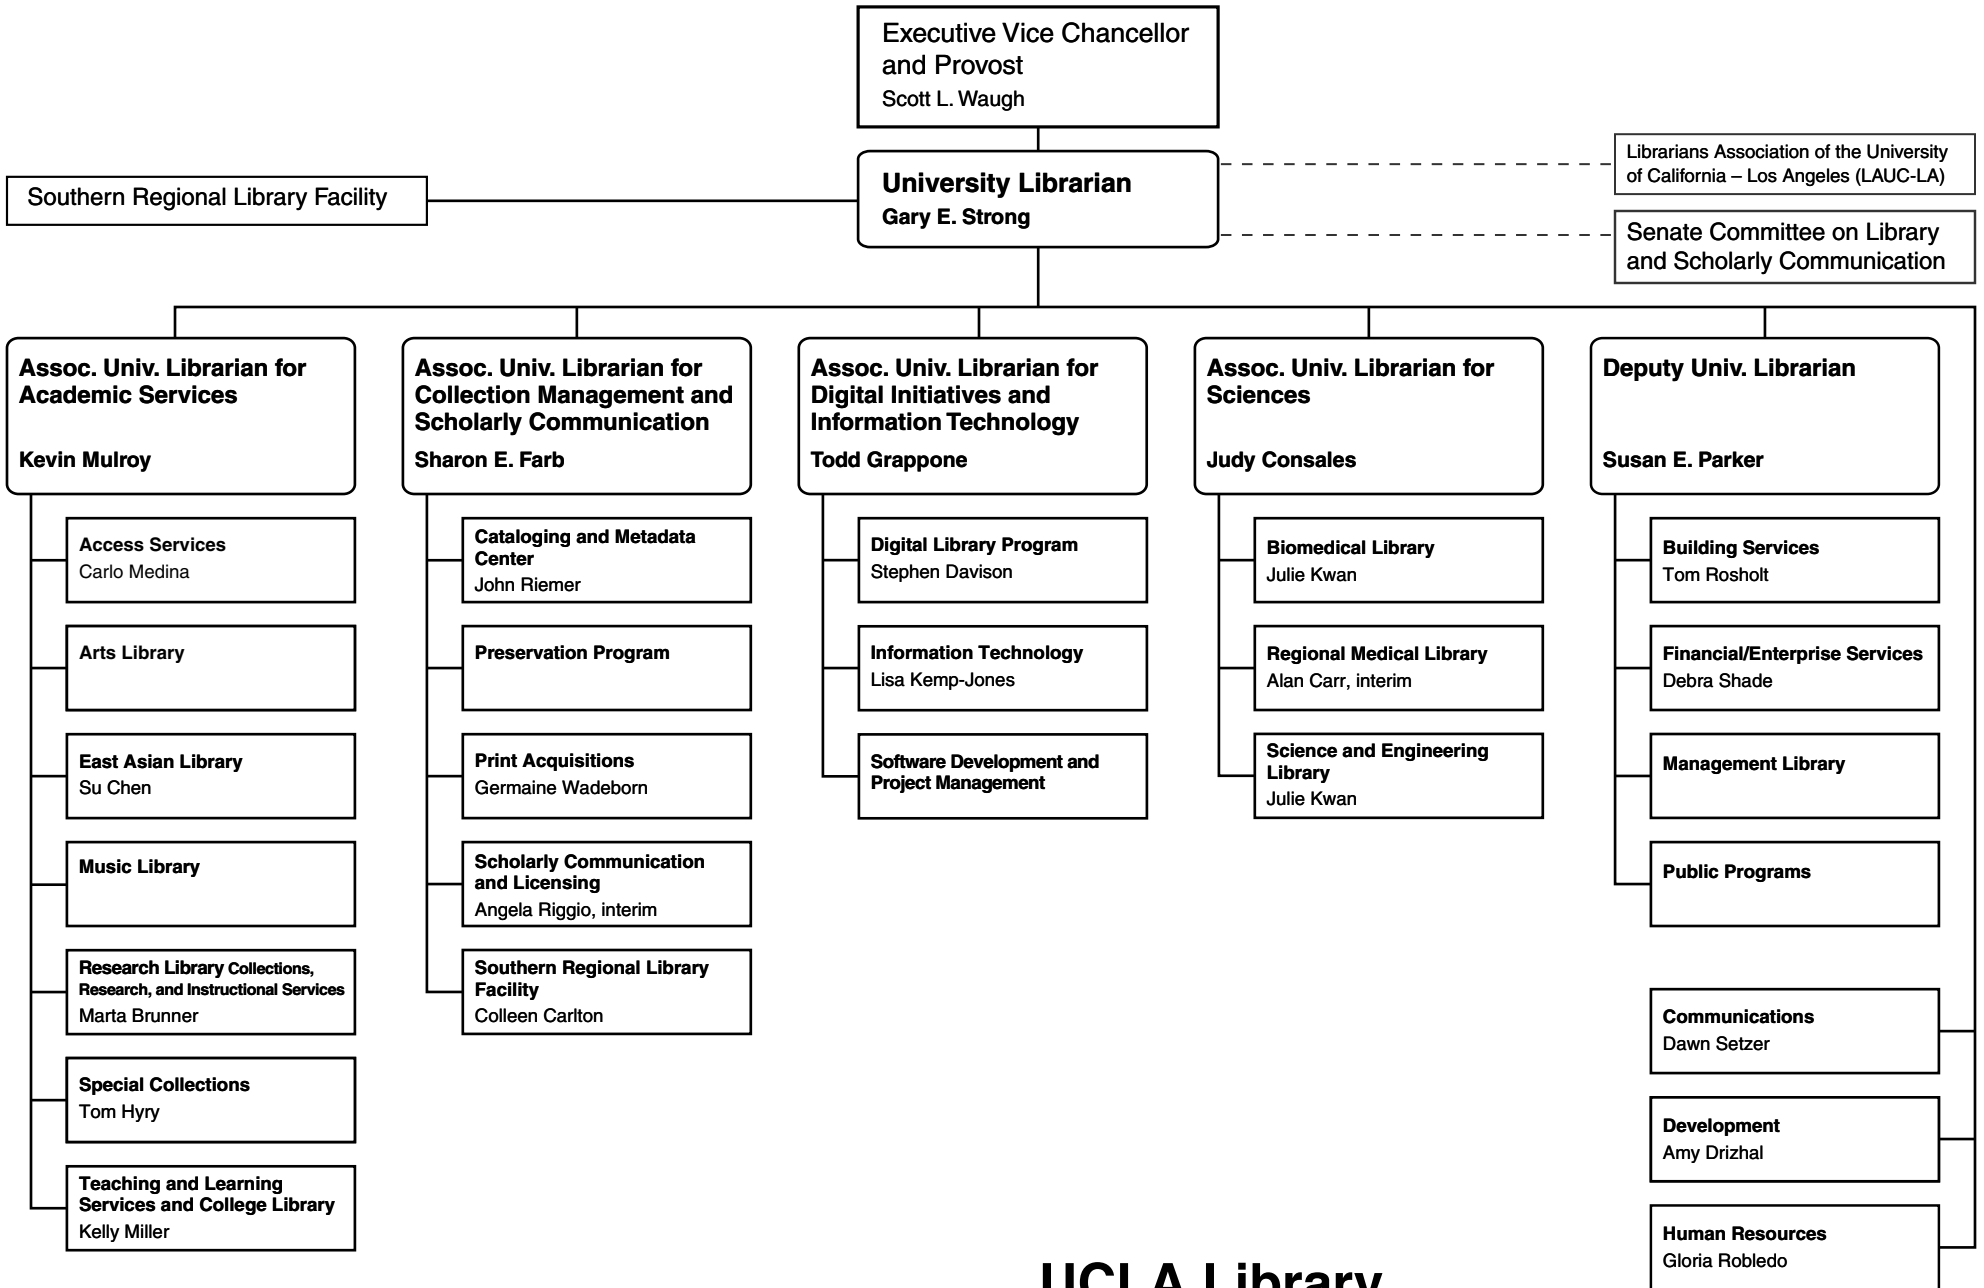 Executive Vice Chancellor
and Provost
Scott L. Waugh
University Librarian
Gary E. Strong
Southern Regional Library Facility
Librarians Association of the University
of California – Los Angeles (LAUC-LA)
Senate Committee on Library
and Scholarly Communication
Assoc. Univ. Librarian for
Academic Services
Kevin Mulroy
Access Services
Carlo Medina
Arts Library
East Asian Library
Su Chen
Music Library
Research Library Collections,
Research, and Instructional Services
Marta Brunner
Special Collections
Tom Hyry
Teaching and Learning
Services and College Library
Kelly Miller
Assoc. Univ. Librarian for
Collection Management and
Scholarly Communication
Sharon E. Farb
Cataloging and Metadata
Center
John Riemer
Preservation Program
Print Acquisitions
Germaine Wadeborn
Scholarly Communication
and Licensing
Angela Riggio, interim
Southern Regional Library
Facility
Colleen Carlton
Assoc. Univ. Librarian for
Digital Initiatives and
Information Technology
Todd Grappone
Digital Library Program
Stephen Davison
Information Technology
Lisa Kemp-Jones
Software Development and
Project Management
Assoc. Univ. Librarian for
Sciences
Judy Consales
Biomedical Library
Julie Kwan
Regional Medical Library
Alan Carr, interim
Science and Engineering
Library
Julie Kwan
Deputy Univ. Librarian
Susan E. Parker
Building Services
Tom Rosholt
Financial/Enterprise Services
Debra Shade
Management Library
Public Programs
Communications
Dawn Setzer
Development
Amy Drizhal
Human Resources
Gloria Robledo
UCLA Library